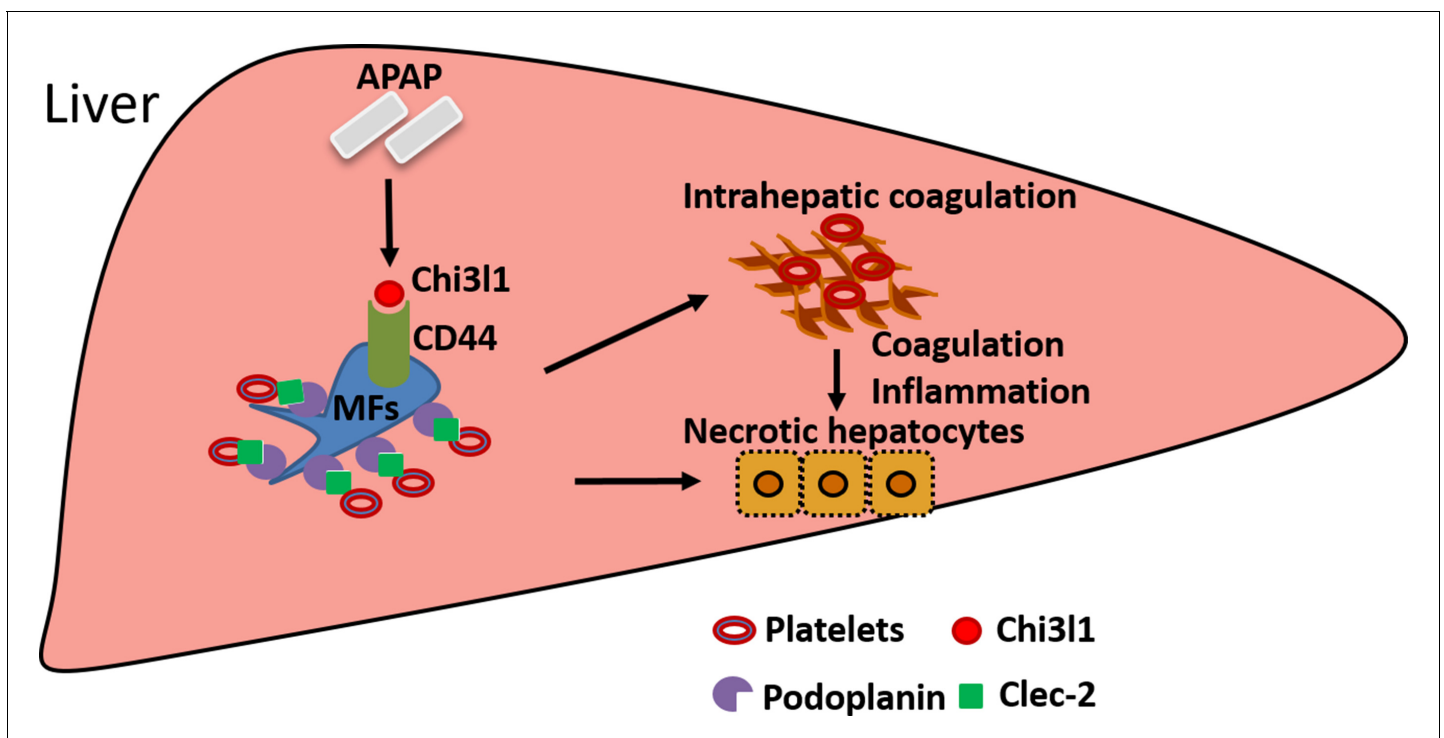 Liver
APAP
Chi3l1
CD44
MFs
Intrahepatic coagulation
Coagulation
Inflammation
Necrotic hepatocytes
Platelets
Chi3l1
Podoplanin
Clec-2